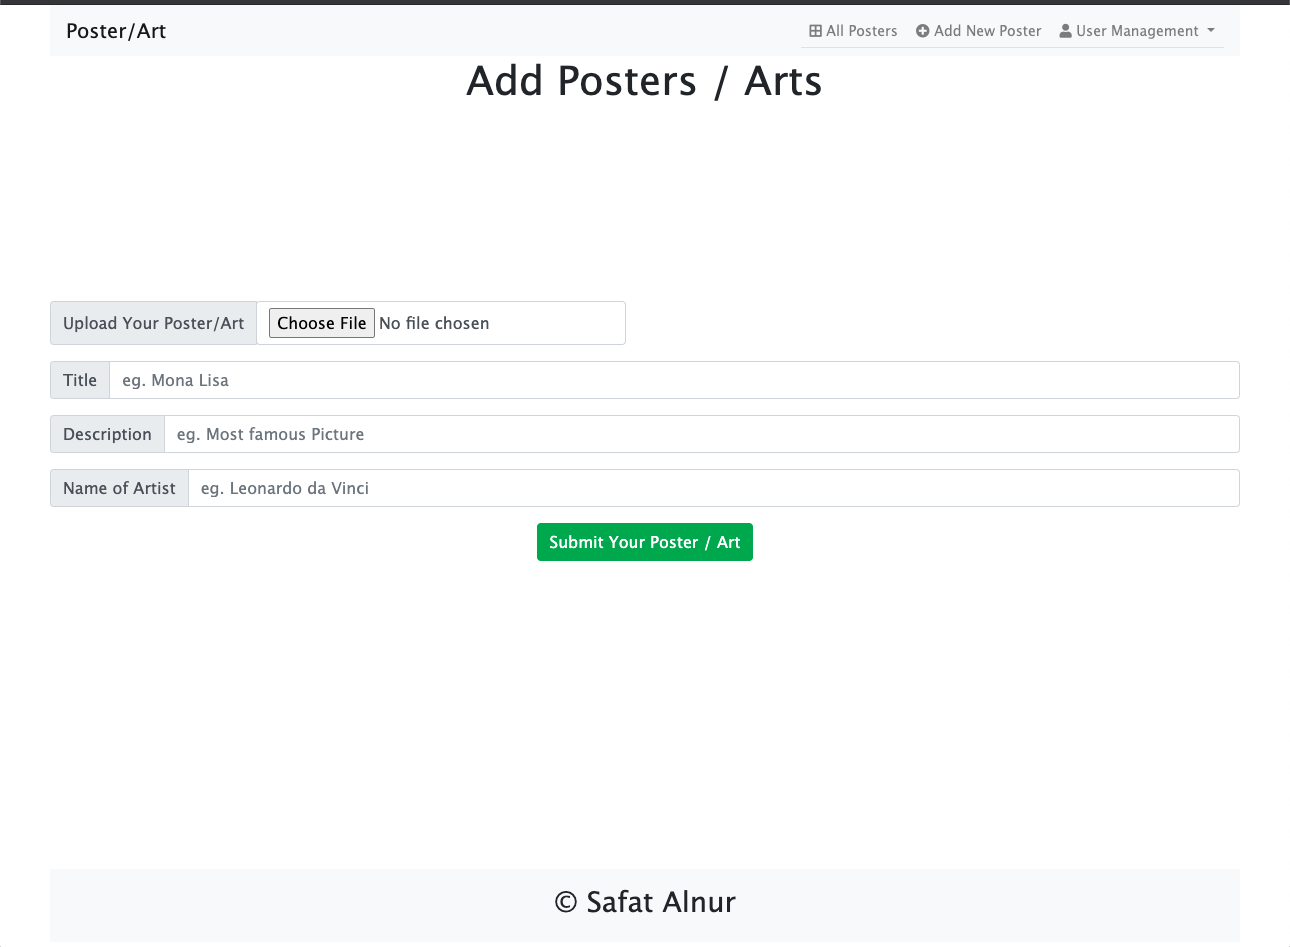 Poster/Art All Posters Add New Poster User Management
Add Posters / Arts
Upload Your Poster/Art Choose File No file chosen
Title eg. Mona Lisa
Description eg. Most famous Picture
Name of Artist eg. Leonardo da Vinci
Submit Your Poster / Art
© Safat Alnur